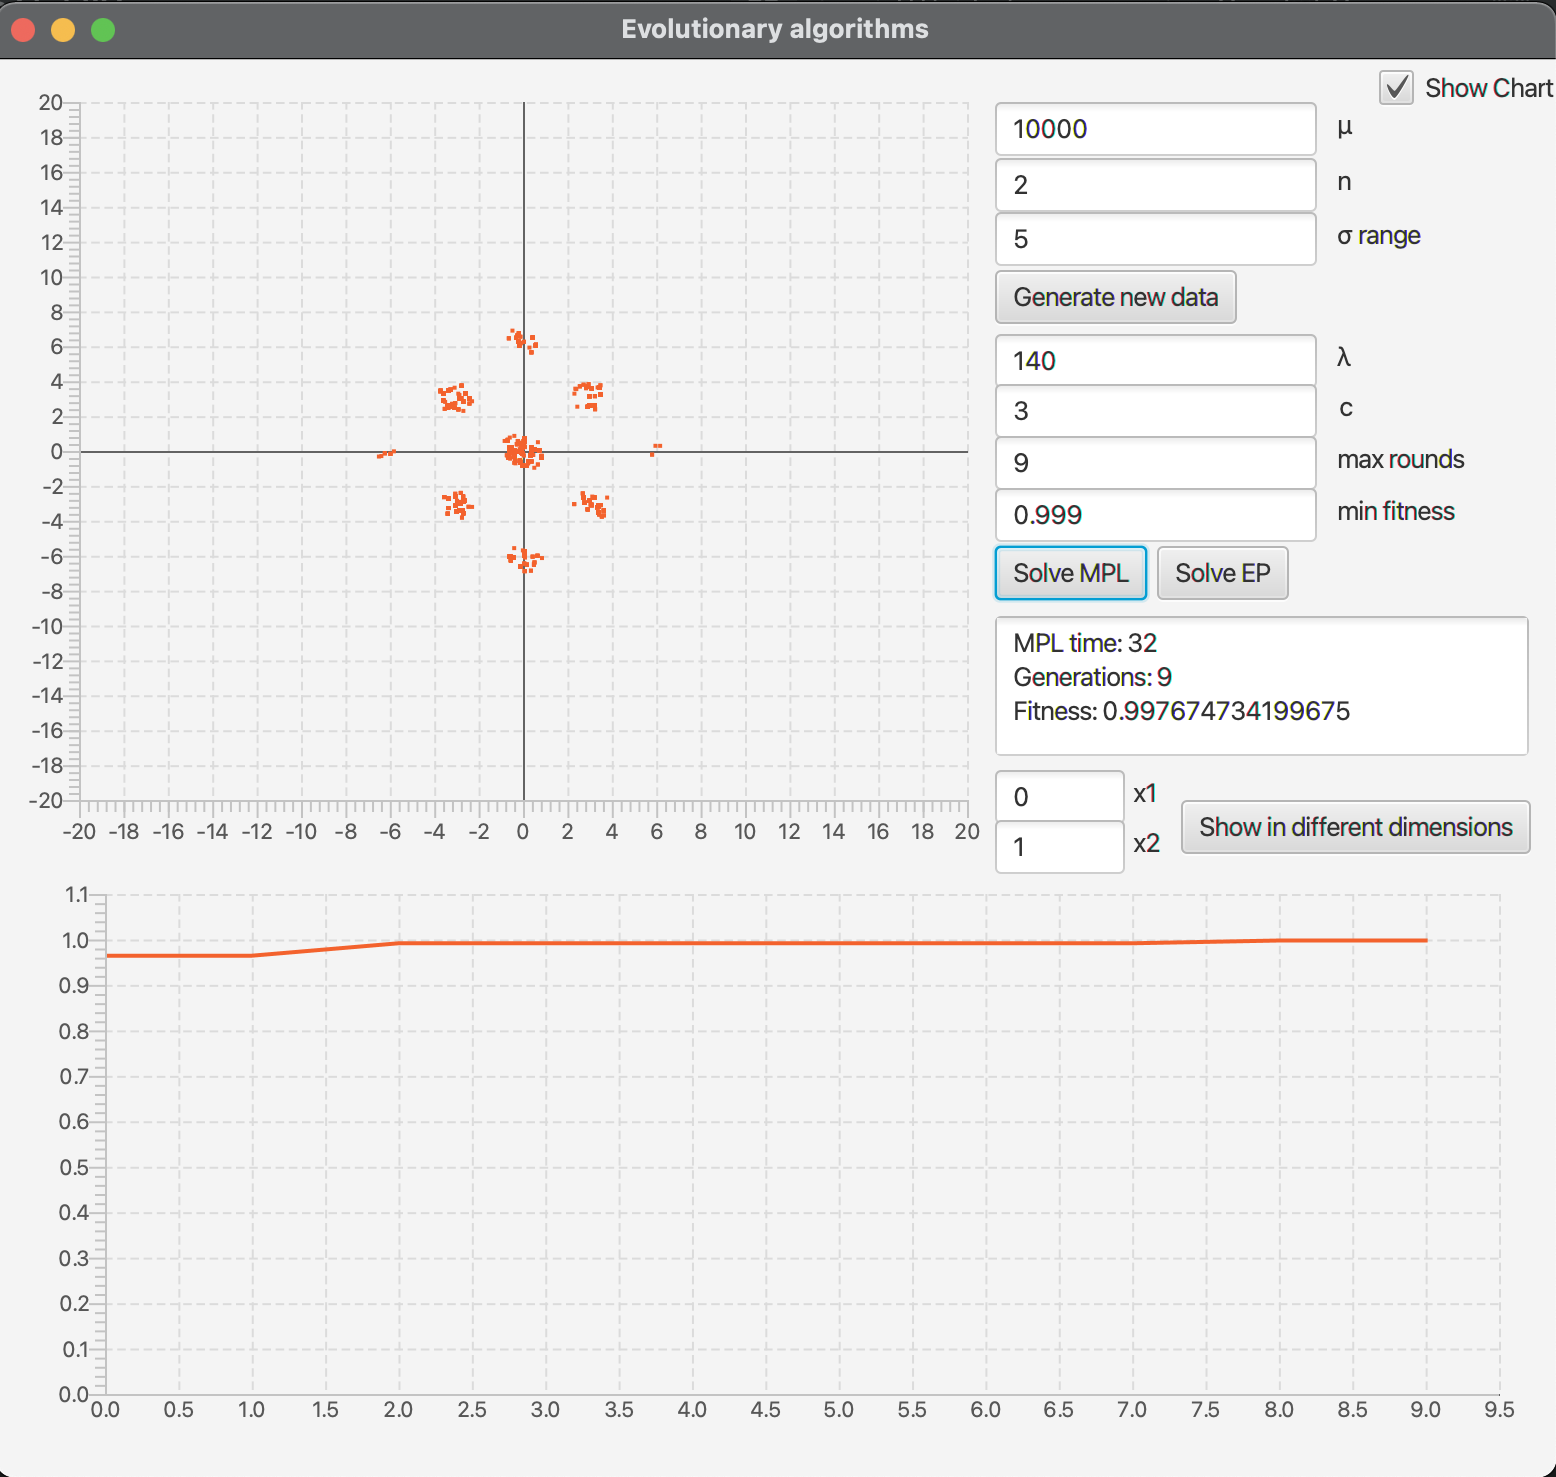 Evolutionary algorithms
Show Chart
20
18
16
14
12
10
8
6
4
2
0
-2
-4
-6
-8
-10
-12
-14
-16
-18
-20
-20 -18 -16 -14 -12 -10 -8 -6 -4 -2 0 2 4 6 8 10 12 14 16 18 20
10000 μ
2 n
5 σ range
Generate new data
140 λ
3 c
9 max rounds
0.999 min fitness
Solve MPL Solve EP
MPL time: 32
Generations: 9
Fitness: 0.997674734199675
0 x1
1 x2
Show in different dimensions
1.1
1.0
0.9
0.8
0.7
0.6
0.5
0.4
0.3
0.2
0.1
0.0
0.0 0.5 1.0 1.5 2.0 2.5 3.0 3.5 4.0 4.5 5.0 5.5 6.0 6.5 7.0 7.5 8.0 8.5 9.0 9.5